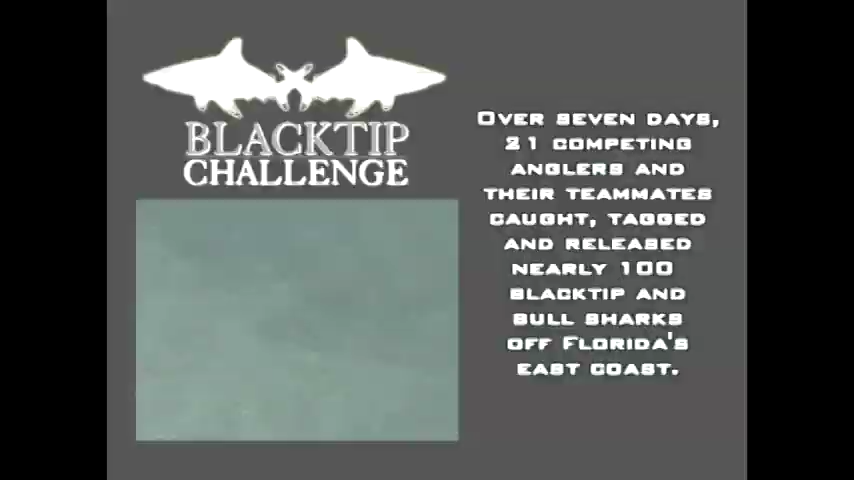 BLACKTIP
CHALLENGE
Over seven days,
21 competing
anglers and
their teammates
caught, tagged
and released
nearly 100
blacktip and
bull sharks
off Florida's
east coast.